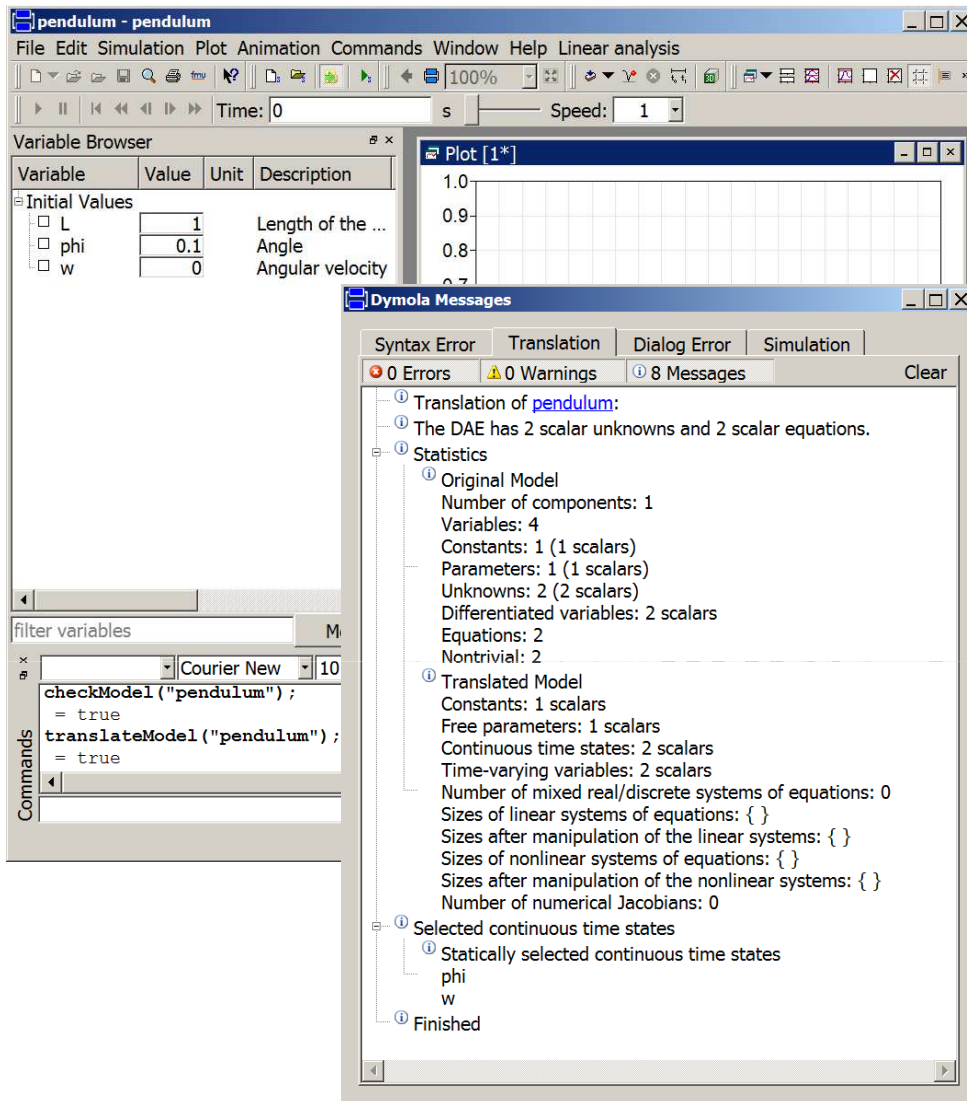 pendulum - pendulum
File Edit Simulation Plot Animation Commands Window Help Linear analysis
fmu 100%
Time: 0 s Speed: 1
Variable Browser
Variable Value Unit Description
Initial Values
L 1 Length of the ...
phi 0.1 Angle
w 0 Angular velocity
filter variables
Courier New 10
checkModel("pendulum");
= true
translateModel("pendulum");
= true
Commands
Plot [1*]
1.0
0.9
0.8
0.7
Dymola Messages
Syntax Error Translation Dialog Error Simulation
0 Errors 0 Warnings 8 Messages Clear
Translation of pendulum:
The DAE has 2 scalar unknowns and 2 scalar equations.
Statistics
Original Model
Number of components: 1
Variables: 4
Constants: 1 (1 scalars)
Parameters: 1 (1 scalars)
Unknowns: 2 (2 scalars)
Differentiated variables: 2 scalars
Equations: 2
Nontrivial: 2
Translated Model
Constants: 1 scalars
Free parameters: 1 scalars
Continuous time states: 2 scalars
Time-varying variables: 2 scalars
Number of mixed real/discrete systems of equations: 0
Sizes of linear systems of equations: { }
Sizes after manipulation of the linear systems: { }
Sizes of nonlinear systems of equations: { }
Sizes after manipulation of the nonlinear systems: { }
Number of numerical Jacobians: 0
Selected continuous time states
Statically selected continuous time states
phi
w
Finished